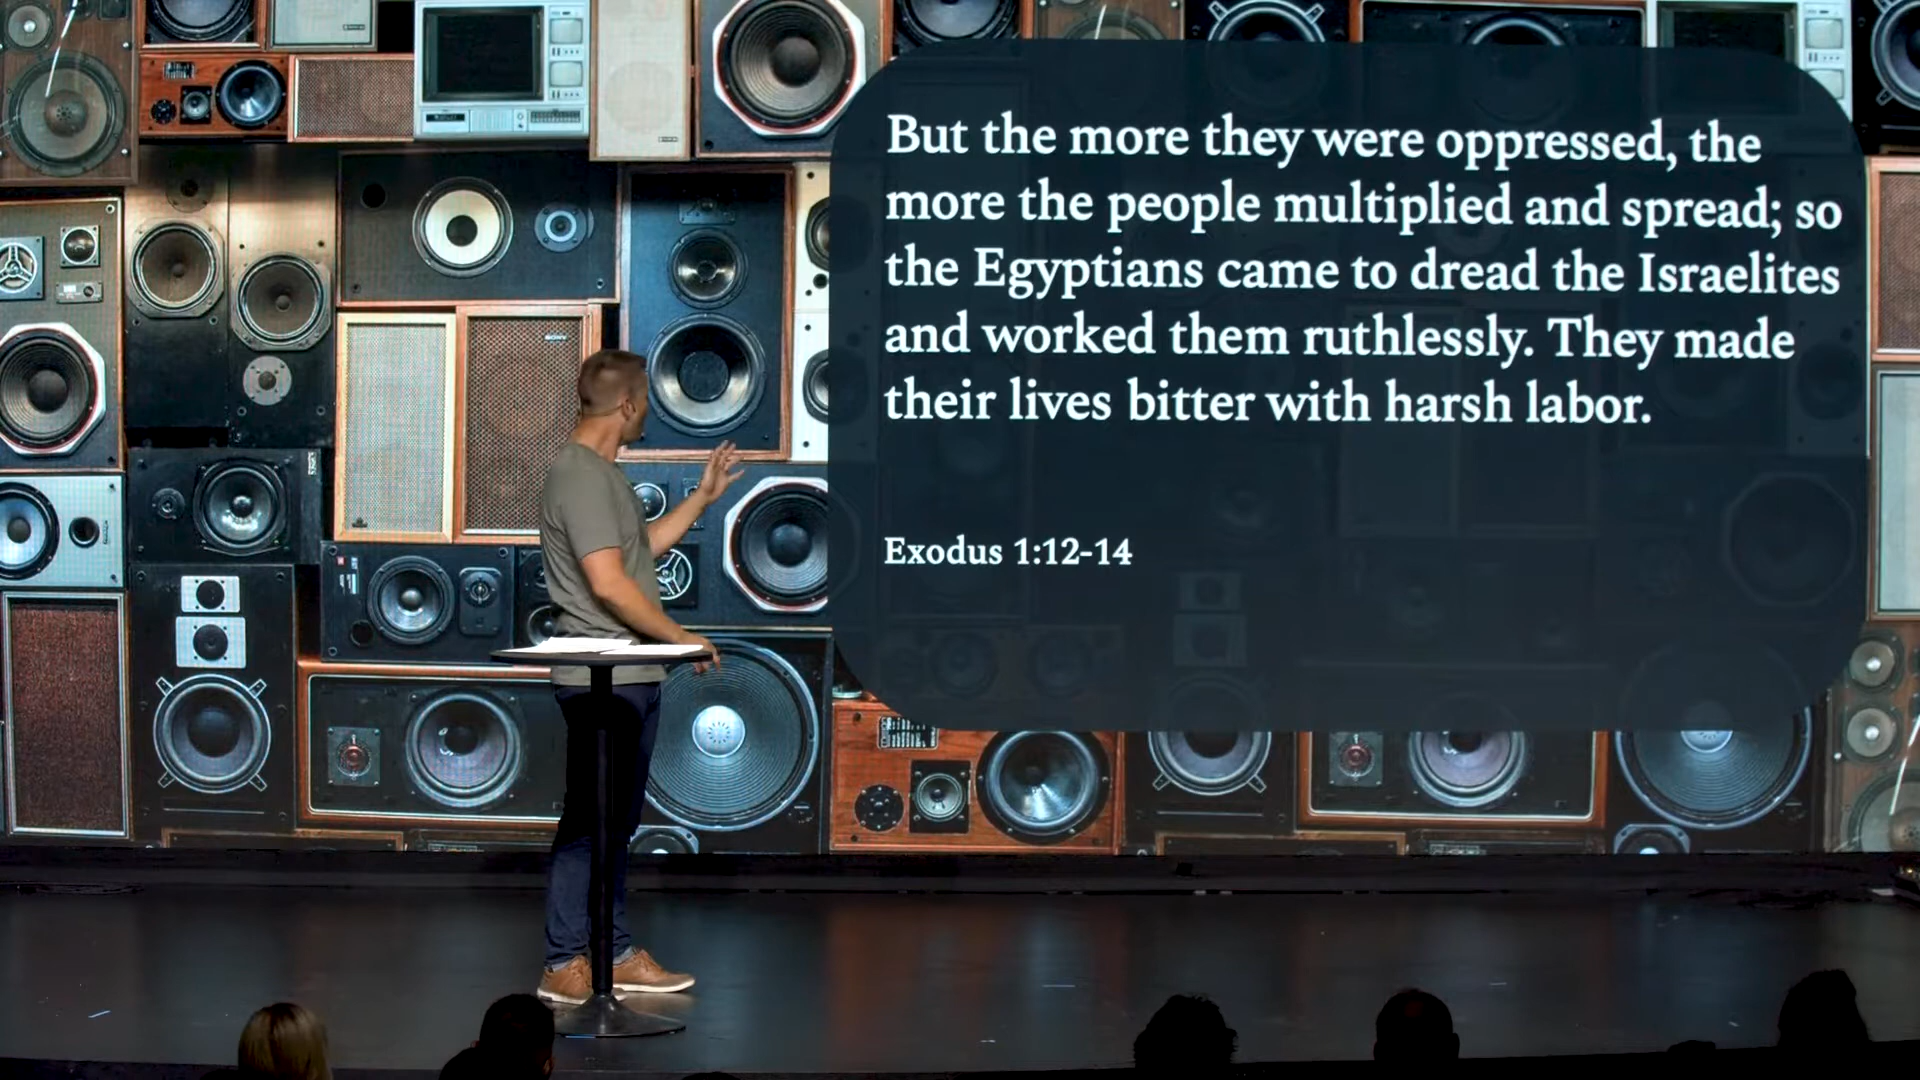 But the more they were oppressed, the
more the people multiplied and spread; so
the Egyptians came to dread the Israelites
and worked them ruthlessly. They made
their lives bitter with harsh labor.
Exodus 1:12-14
SONY